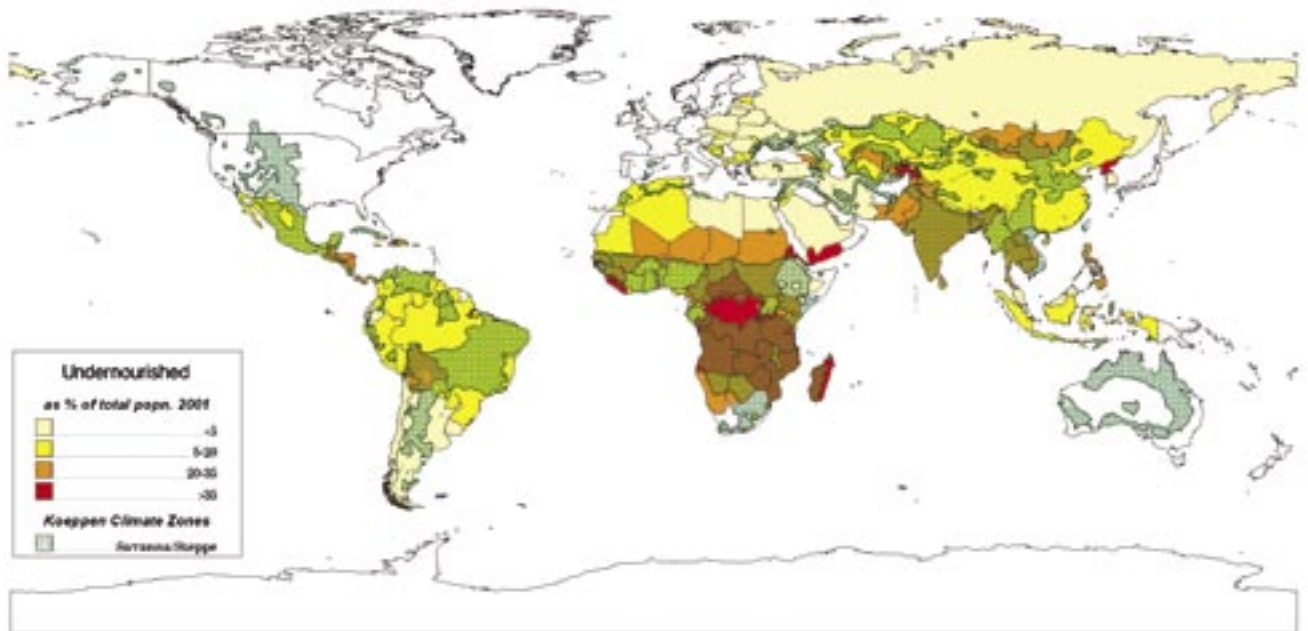 Undernourished
as % of total popn. 2001
<5
5-20
20-35
>35
Koeppen Climate Zones
Savanna/Steppe